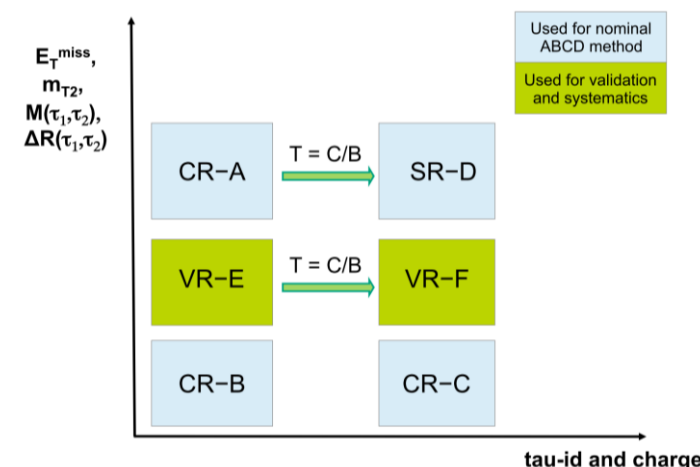 Used for nominal
ABCD method
Used for validation
and systematics
E_T^miss,
m_T2,
M(τ₁,τ₂),
ΔR(τ₁,τ₂)
CR−A
T = C/B
SR−D
VR−E
T = C/B
VR−F
CR−B
CR−C
tau-id and charge